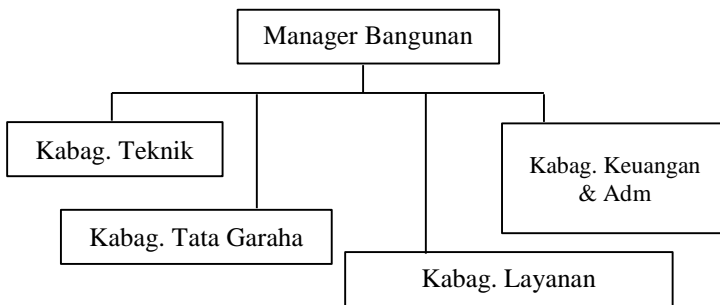 Manager Bangunan
Kabag. Teknik
Kabag. Keuangan
& Adm
Kabag. Tata Garaha
Kabag. Layanan